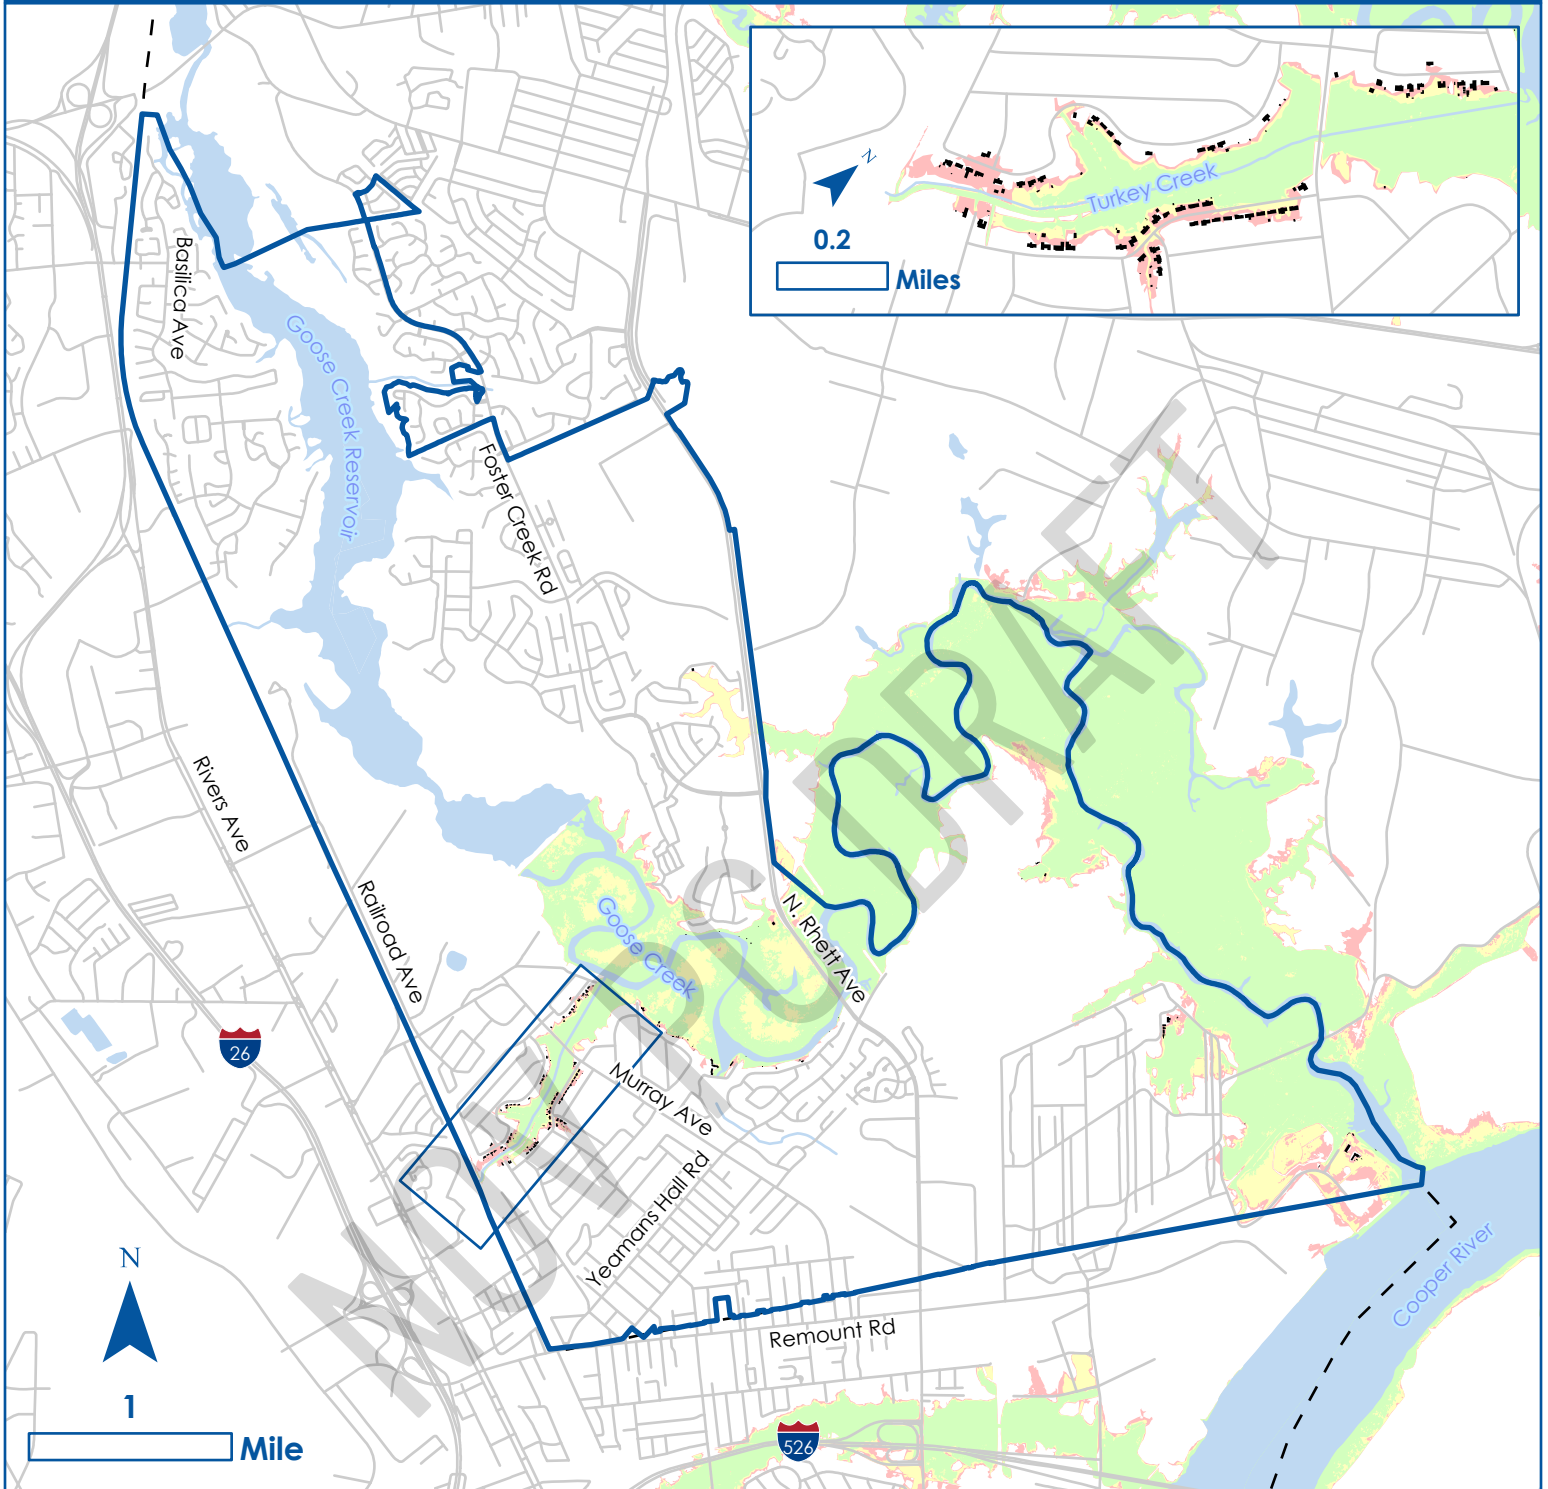 N
0.2
Miles
Turkey Creek
Basilica Ave
Goose Creek Reservoir
Foster Creek Rd
DRAFT
Rivers Ave
Railroad Ave
Goose Creek
N. Rhett Ave
26
Murray Ave
Yeamans Hall Rd
N
Cooper River
Remount Rd
1
Mile
526